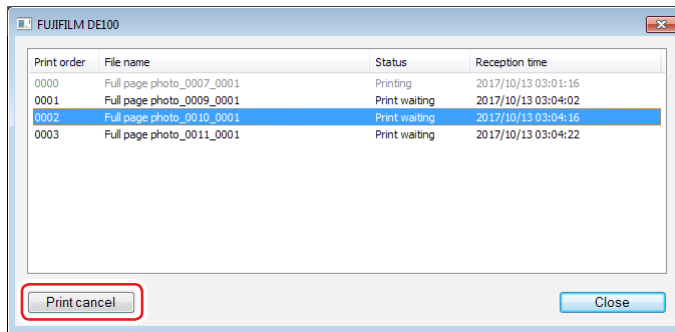 FUJIFILM DE100
Print order File name Status Reception time
0000 Full page photo_0007_0001 Printing 2017/10/13 03:01:16
0001 Full page photo_0009_0001 Print waiting 2017/10/13 03:04:02
0002 Full page photo_0010_0001 Print waiting 2017/10/13 03:04:16
0003 Full page photo_0011_0001 Print waiting 2017/10/13 03:04:22
Print cancel Close